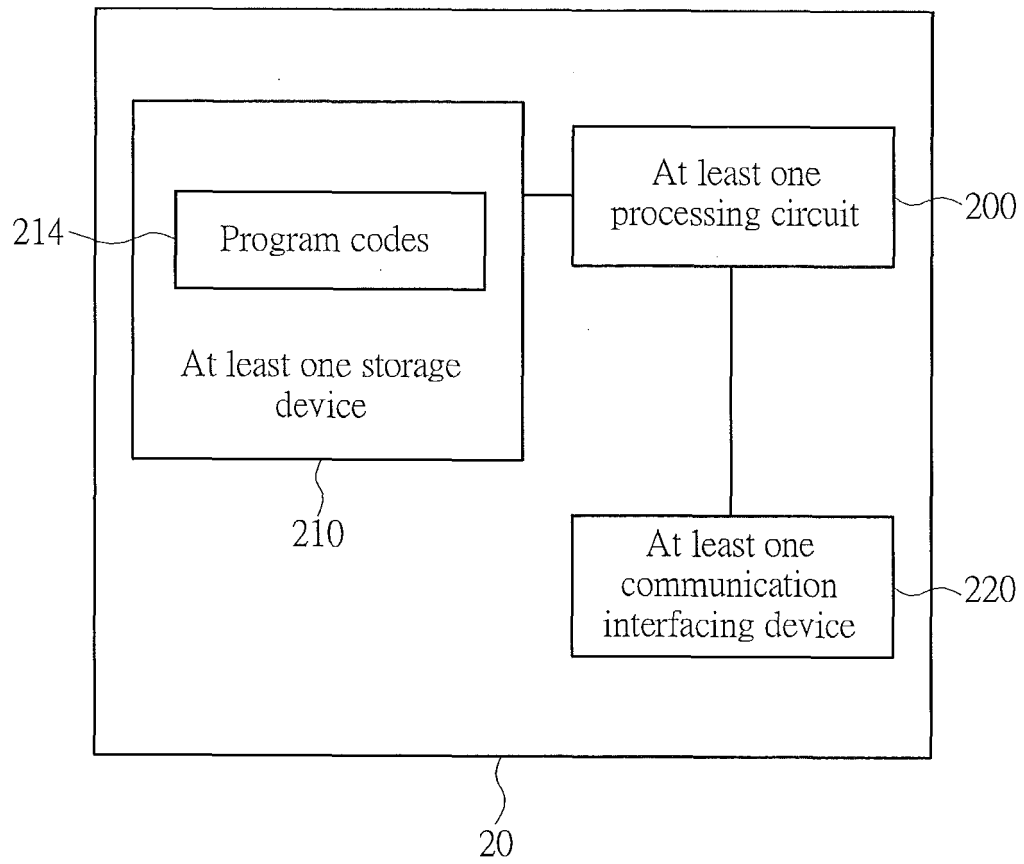 At least one
processing circuit
200
214
Program codes
At least one storage
device
210
At least one
communication
interfacing device
220
20